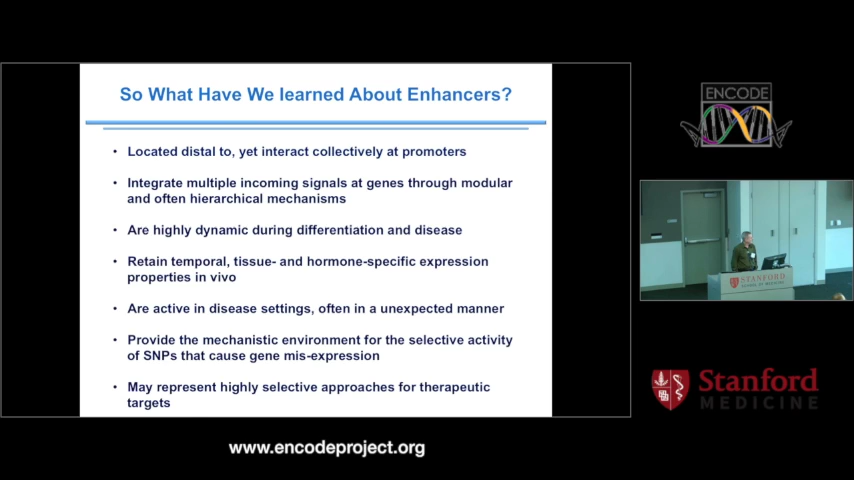 So What Have We learned About Enhancers?
• Located distal to, yet interact collectively at promoters
• Integrate multiple incoming signals at genes through modular
and often hierarchical mechanisms
• Are highly dynamic during differentiation and disease
• Retain temporal, tissue- and hormone-specific expression
properties in vivo
• Are active in disease settings, often in a unexpected manner
• Provide the mechanistic environment for the selective activity
of SNPs that cause gene mis-expression
• May represent highly selective approaches for therapeutic
targets
ENCODE
STANFORD
SCHOOL OF MEDICINE
Stanford
MEDICINE
www.encodeproject.org